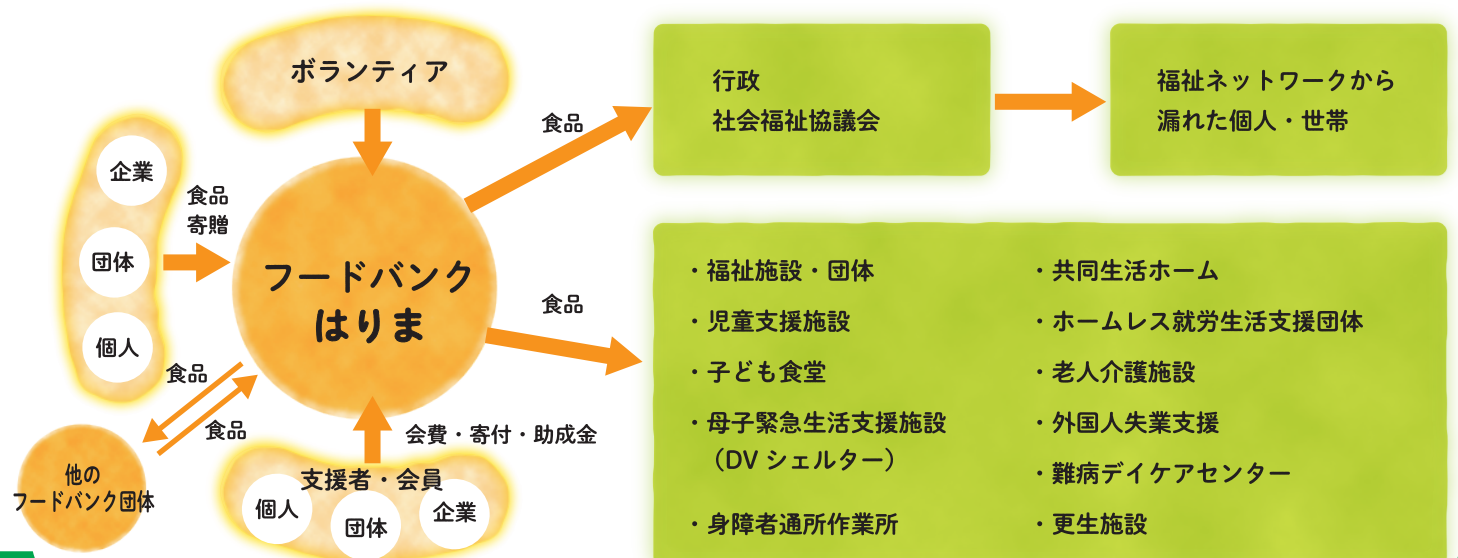 ボランティア
企業
団体
個人
食品
寄贈
フードバンク
はりま
食品
食品
他の
フードバンク団体
会費・寄付・助成金
支援者・会員
個人
団体
企業
食品
行政
社会福祉協議会
福祉ネットワークから
漏れた個人・世帯
食品
・福祉施設・団体
・児童支援施設
・子ども食堂
・母子緊急生活支援施設
（DV シェルター）
・身障者通所作業所
・共同生活ホーム
・ホームレス就労生活支援団体
・老人介護施設
・外国人失業支援
・難病デイケアセンター
・更生施設